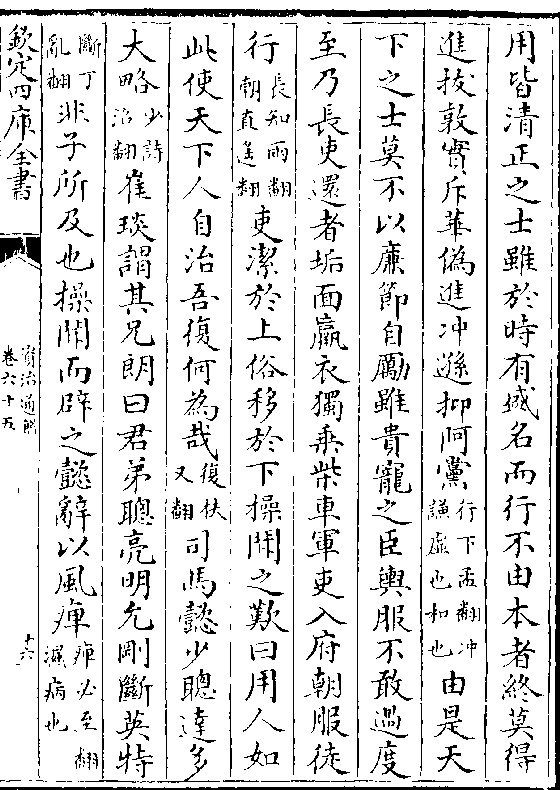 用皆清正之士雖於時有盛名而行不由本者終莫得
進拔敦實斥華偽進冲遜抑阿黨行下孟翻冲謙虛也和也由是天
下之士莫不以廉節自勵雖貴寵之臣輿服不敢過度
至乃長吏還者垢面羸衣獨乘柴車軍吏入府朝服徒
行長知兩翻朝直遥翻吏潔於上俗移於下操聞之歎曰用人如
此使天下人自治吾復何為哉復扶又翻司馬懿少聰達多
大略少詩沼翻崔琰謂其兄朗曰君弟聰亮明允剛斷英特
斷丁亂翻非子所及也操聞而辟之懿辭以風痺痺必至翻濕病也
欽定四庫全書
資治通鑑
卷六十五
十六